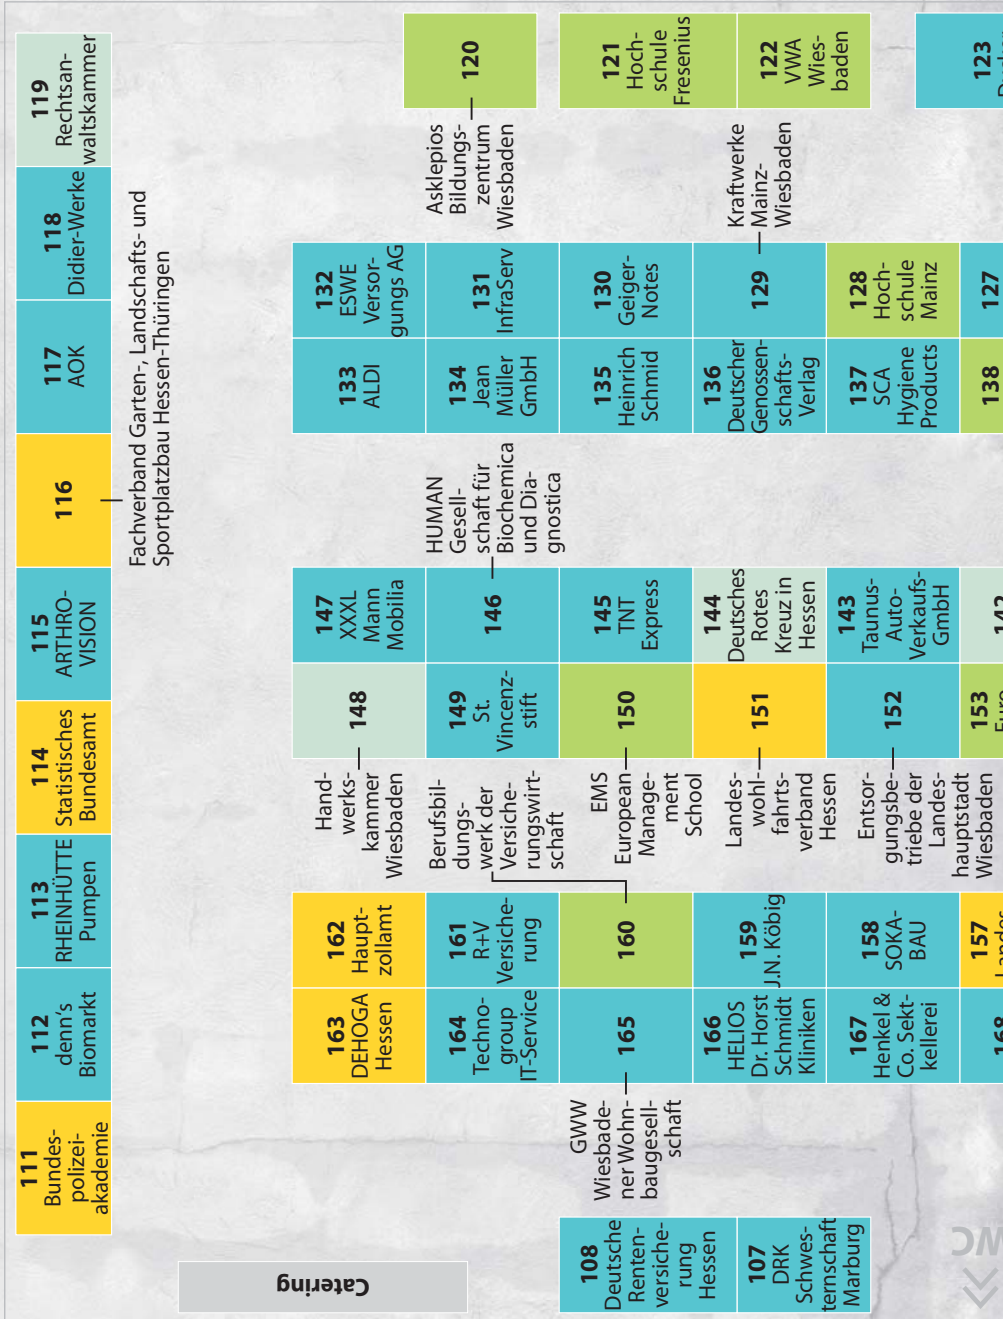 111
Bundes-
polizei-
akademie
112
denn's
Biomarkt
113
RHEINHÜTTE
Pumpen
114
Statistisches
Bundesamt
115
ARTHRO-
VISION
116
Fachverband Garten-, Landschafts- und
Sportplatzbau Hessen-Thüringen
117
AOK
118
Didier-Werke
119
Rechtsan-
waltskammer
Catering
163
DEHOGA
Hessen
162
Haupt-
zollamt
Hand-
werks-
kammer
Wiesbaden
148
147
XXXL
Mann
Mobilia
133
ALDI
132
ESWE
Versor-
gungs AG
164
Techno-
group
IT-Service
161
R+V
Versiche-
rung
Berufsbil-
dungs-
werk der
Versiche-
rungswirt-
schaft
149
St.
Vincenz-
stift
146
HUMAN
Gesell-
schaft für
Biochemica
und Dia-
gnostica
134
Jean
Müller
GmbH
131
InfraServ
Asklepios
Bildungs-
zentrum
Wiesbaden
120
108
Deutsche
Renten-
versiche-
rung
Hessen
GWW
Wiesbade-
ner Wohn-
baugesell-
schaft
165
160
EMS
European
Manage-
ment
School
150
145
TNT
Express
135
Heinrich
Schmid
130
Geiger-
Notes
121
Hoch-
schule
Fresenius
107
DRK
Schwes-
ternschaft
Marburg
166
HELIOS
Dr. Horst
Schmidt
Kliniken
159
J.N. Köbig
Landes-
wohl-
fahrts-
verband
Hessen
151
144
Deutsches
Rotes
Kreuz in
Hessen
136
Deutscher
Genossen-
schafts-
Verlag
129
Kraftwerke
Mainz-
Wiesbaden
122
VWA
Wies-
baden
167
Henkel &
Co. Sekt-
kellerei
158
SOKA-
BAU
Entsor-
gungsbe-
triebe der
Landes-
hauptstadt
Wiesbaden
152
143
Taunus-
Auto-
Verkaufs-
GmbH
137
SCA
Hygiene
Products
128
Hoch-
schule
Mainz
WC
168
157
Landes
153
Euro
142
138
127
123